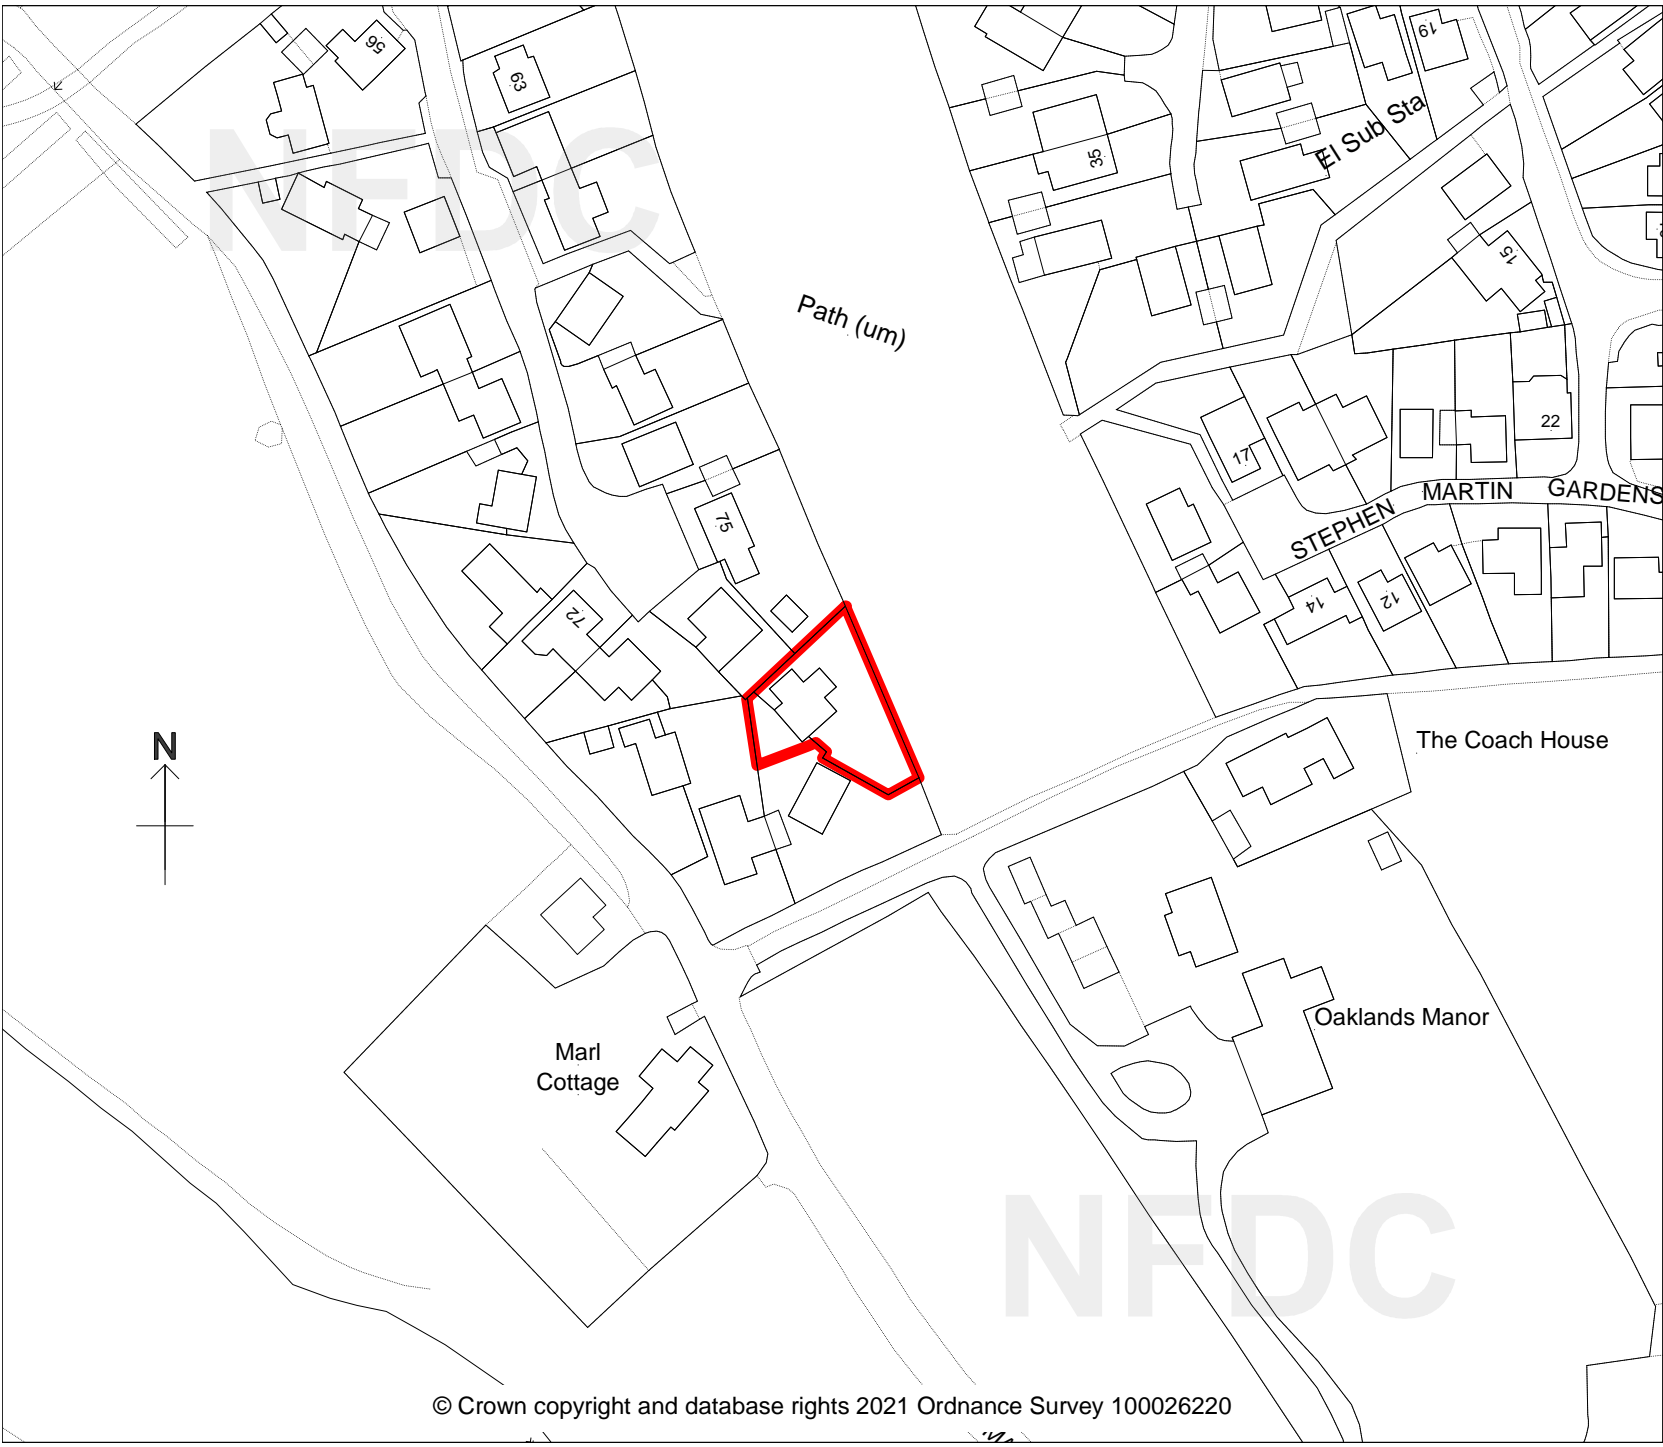 56
63
19
NFDC
35
El Sub Sta
15
Path (um)
22
17
MARTIN GARDENS
STEPHEN
75
72
14
12
N
The Coach House
Oaklands Manor
Marl
Cottage
NFDC
© Crown copyright and database rights 2021 Ordnance Survey 100026220